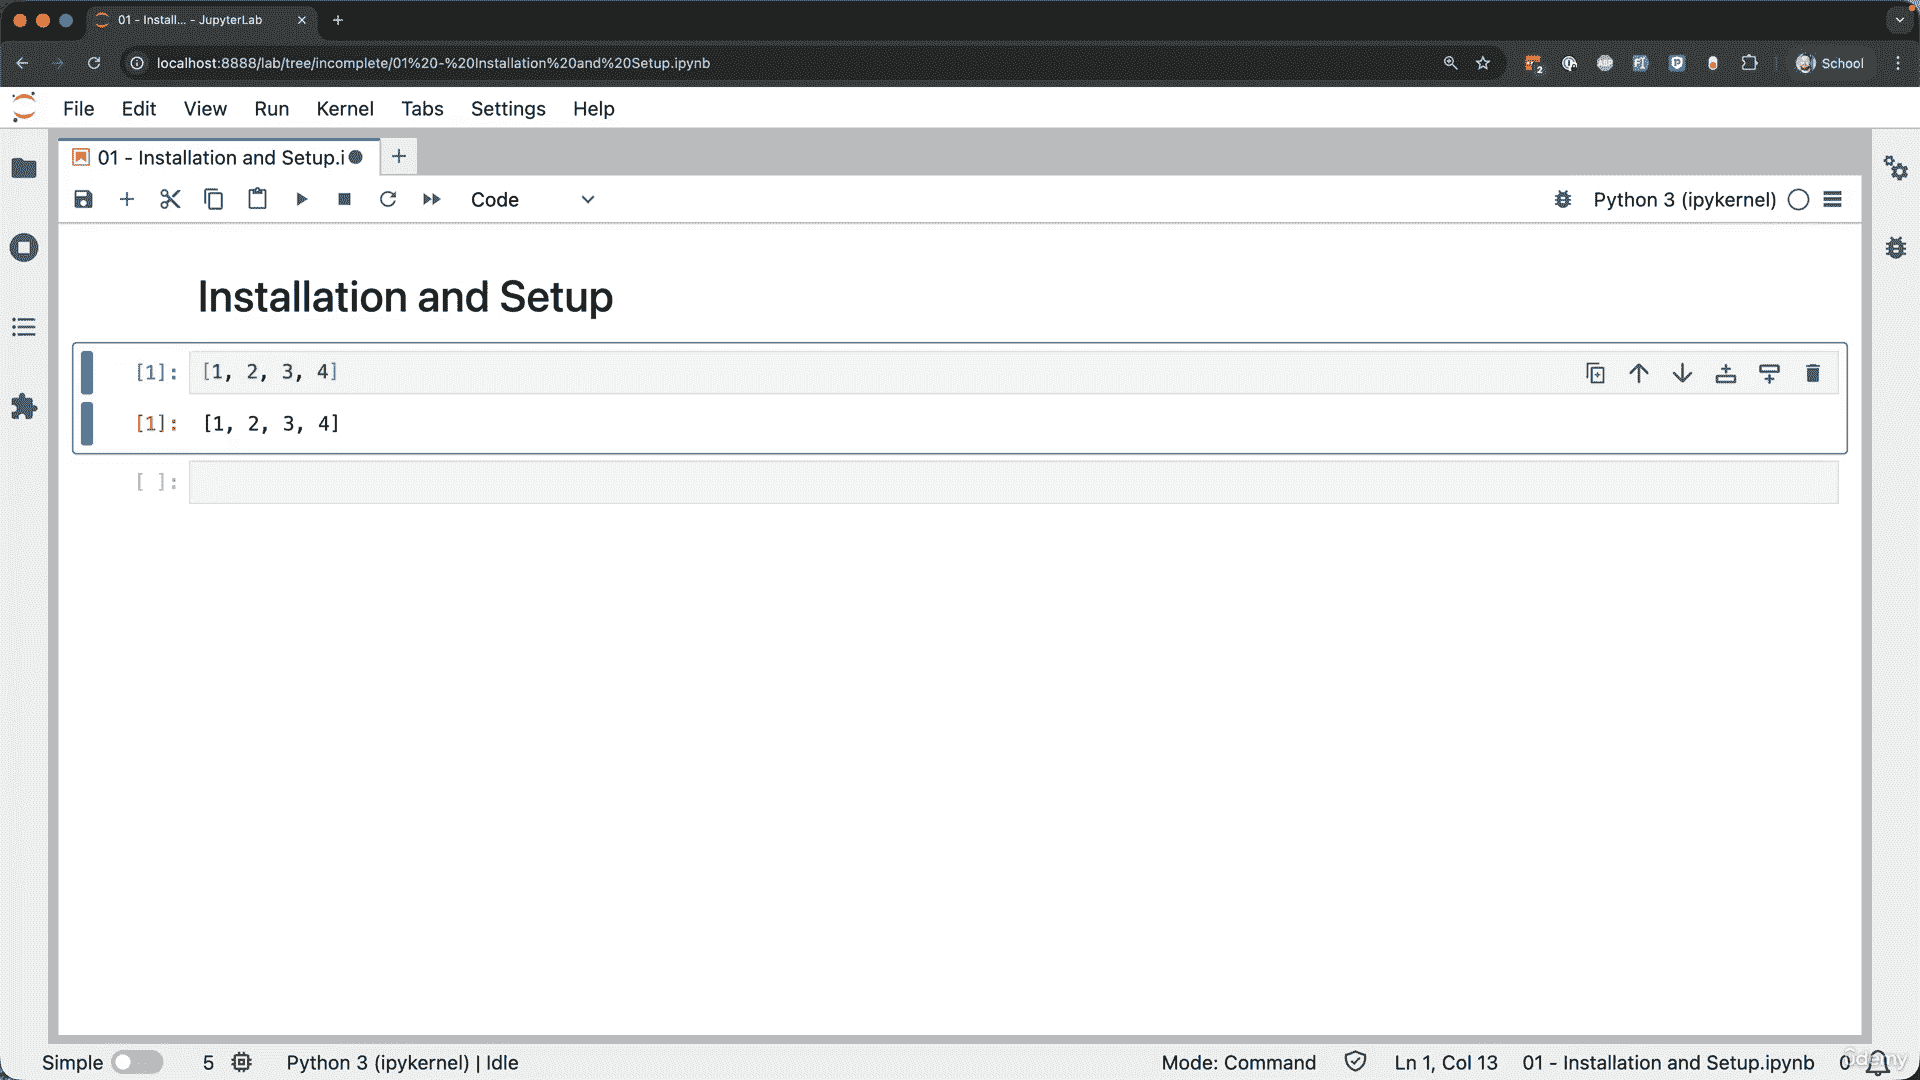 01 - Install... - JupyterLab
localhost:8888/lab/tree/incomplete/01%20-%20Installation%20and%20Setup.ipynb
2
ABP
School
File Edit View Run Kernel Tabs Settings Help
01 - Installation and Setup.i
Code
Python 3 (ipykernel)
Installation and Setup
[1]: [1, 2, 3, 4]
[1]: [1, 2, 3, 4]
[ ]:
Simple 5 Python 3 (ipykernel) | Idle Mode: Command Ln 1, Col 13 01 - Installation and Setup.ipynb 0
Udemy